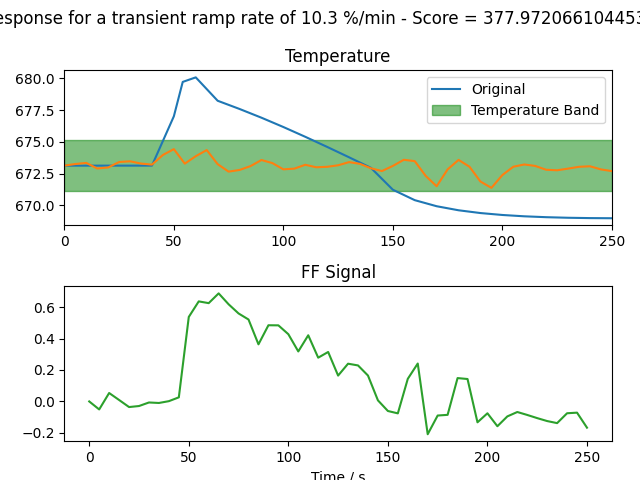 esponse for a transient ramp rate of 10.3 %/min - Score = 377.972066104453
Temperature
680.0
677.5
675.0
672.5
670.0
Original
Temperature Band
0 50 100 150 200 250
FF Signal
0.6
0.4
0.2
0.0
−0.2
0 50 100 150 200 250
Time / s